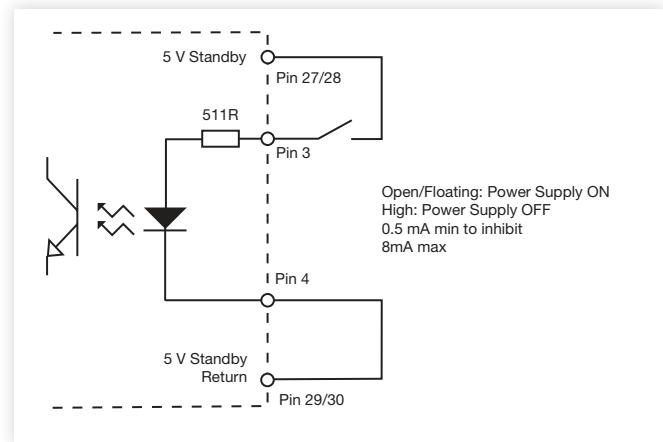 5 V Standby
Pin 27/28
511R
Pin 3
Open/Floating: Power Supply ON
High: Power Supply OFF
0.5 mA min to inhibit
8mA max
Pin 4
5 V Standby
Return
Pin 29/30